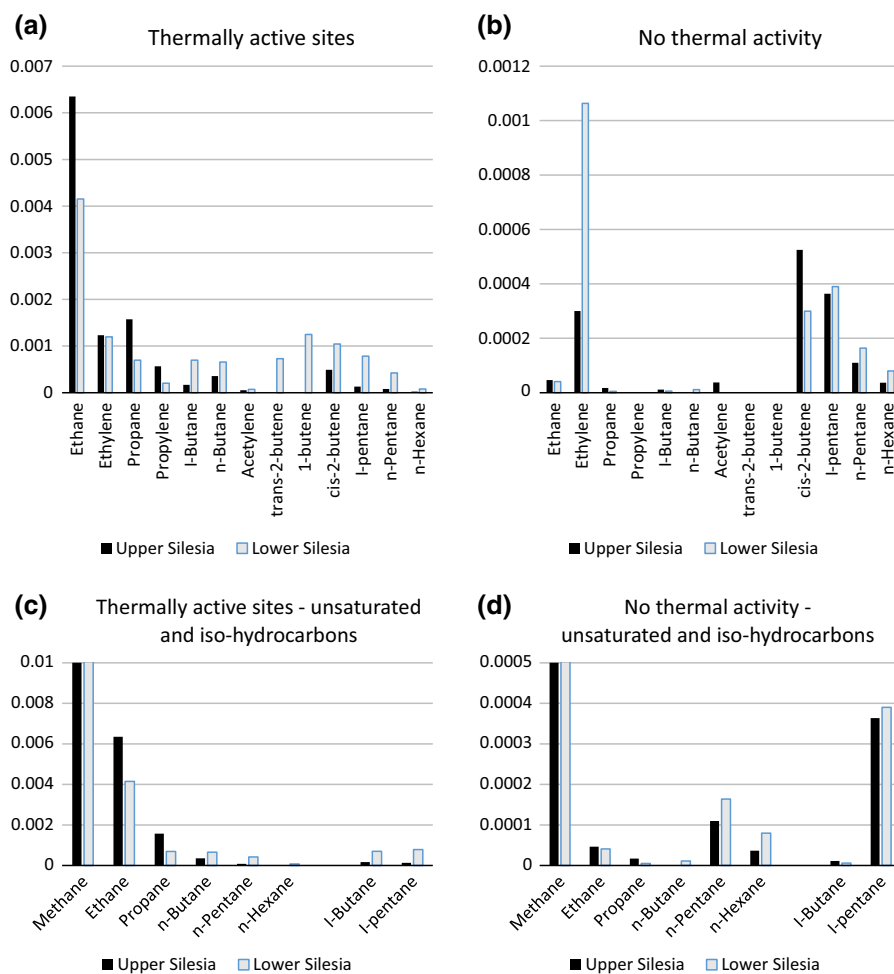 (a)
Thermally active sites
0.007
0.006
0.005
0.004
0.003
0.002
0.001
0
Ethane
Ethylene
Propane
Propylene
I-Butane
n-Butane
Acetylene
trans-2-butene
1-butene
cis-2-butene
I-pentane
n-Pentane
n-Hexane
Upper Silesia
Lower Silesia
(b)
No thermal activity
0.0012
0.001
0.0008
0.0006
0.0004
0.0002
0
Ethane
Ethylene
Propane
Propylene
I-Butane
n-Butane
Acetylene
trans-2-butene
1-butene
cis-2-butene
I-pentane
n-Pentane
n-Hexane
Upper Silesia
Lower Silesia
(c)
Thermally active sites - unsaturated
and iso-hydrocarbons
0.01
0.008
0.006
0.004
0.002
0
Methane
Ethane
Propane
n-Butane
n-Pentane
n-Hexane
I-Butane
I-pentane
Upper Silesia
Lower Silesia
(d)
No thermal activity -
unsaturated and iso-hydrocarbons
0.0005
0.0004
0.0003
0.0002
0.0001
0
Methane
Ethane
Propane
n-Butane
n-Pentane
n-Hexane
I-Butane
I-pentane
Upper Silesia
Lower Silesia